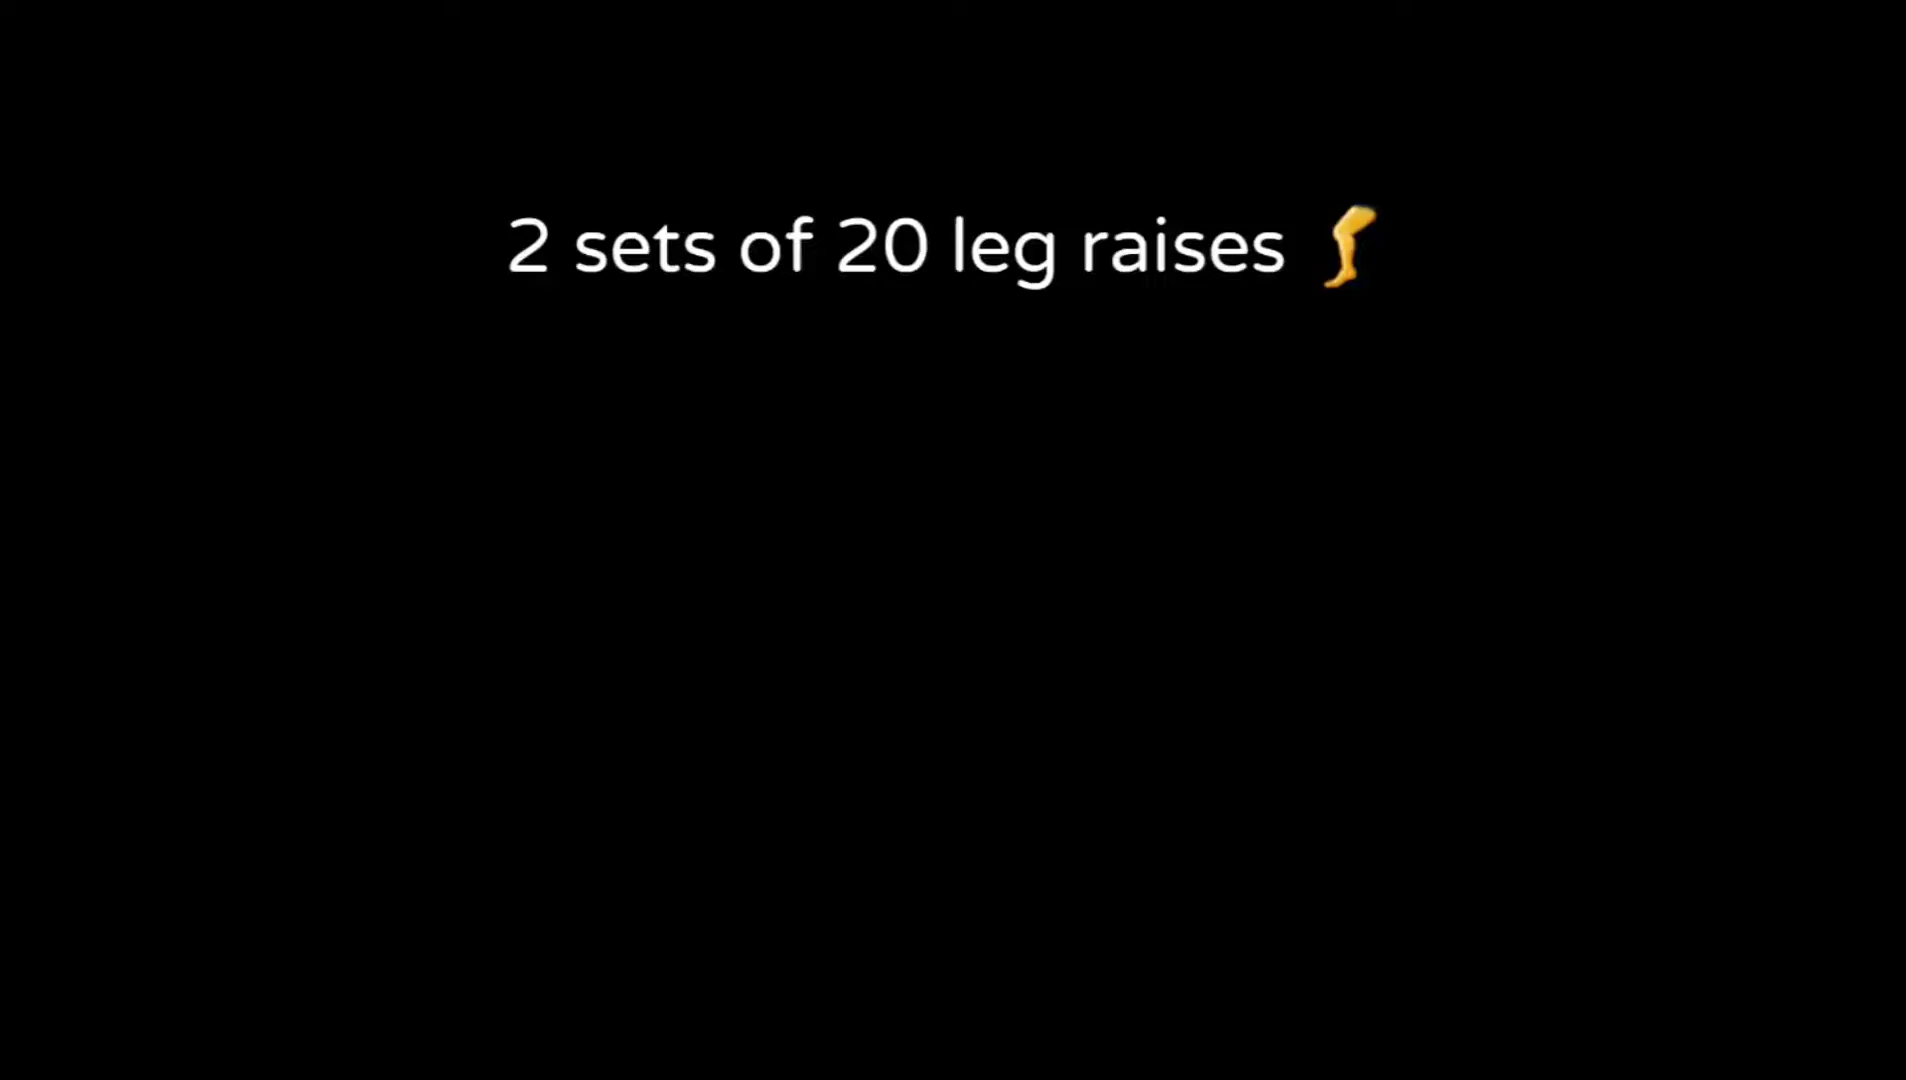 2 sets of 20 leg raises 🦵